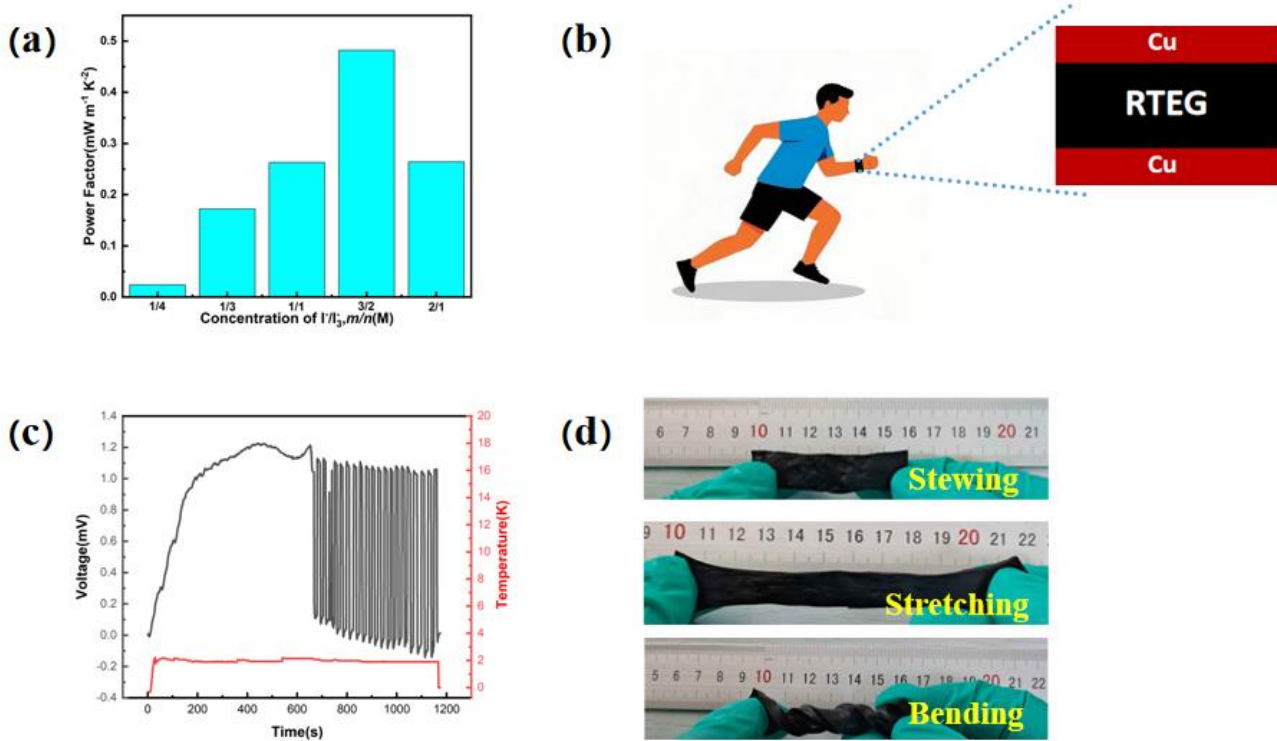 (a)
Power Factor(mW m⁻¹ K⁻²)
0.5
0.4
0.3
0.2
0.1
0.0
1/4 1/3 1/1 3/2 2/1
Concentration of I⁻/I₃⁻,m/n(M)
(b)
Cu
RTEG
Cu
(c)
Voltage(mV)
1.4
1.2
1.0
0.8
0.6
0.4
0.2
0.0
-0.2
-0.4
0 200 400 600 800 1000 1200
Time(s)
20
18
16
14
12
10
8
6
4
2
0
Temperature(K)
(d)
6 7 8 9 10 11 12 13 14 15 16 17 18 19 20 21
Stewing
9 10 11 12 13 14 15 16 17 18 19 20 21 22
Stretching
5 6 7 8 9 10 11 12 13 14 15 16 17 18 19 20 21 22
Bending